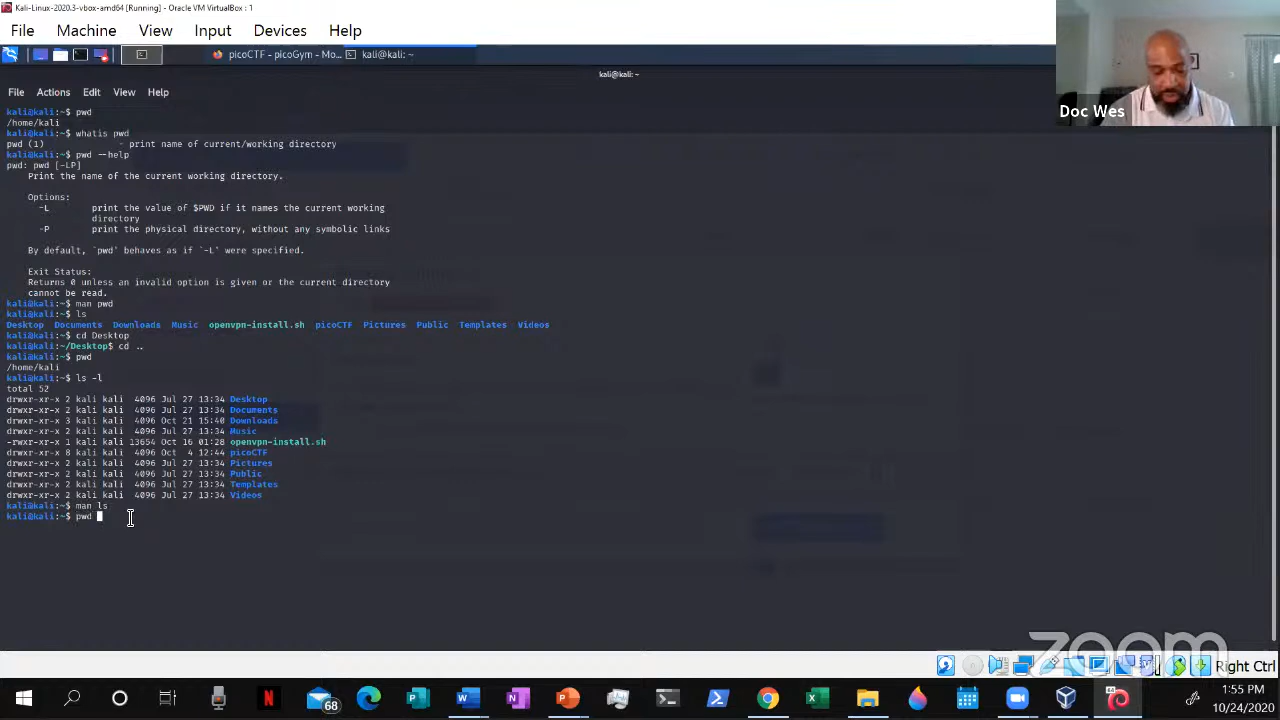 Kali-Linux-2020.3-vbox-amd64 [Running] - Oracle VM VirtualBox : 1
File Machine View Input Devices Help
picoCTF - picoGym - Mo... kali@kali: ~
kali@kali: ~
File Actions Edit View Help
kali@kali:~$ pwd
/home/kali
kali@kali:~$ whatis pwd
pwd (1) - print name of current/working directory
kali@kali:~$ pwd --help
pwd: pwd [-LP]
Print the name of the current working directory.
Options:
-L print the value of $PWD if it names the current working
directory
-P print the physical directory, without any symbolic links
By default, `pwd' behaves as if `-L' were specified.
Exit Status:
Returns 0 unless an invalid option is given or the current directory
cannot be read.
kali@kali:~$ man pwd
kali@kali:~$ ls
Desktop Documents Downloads Music openvpn-install.sh picoCTF Pictures Public Templates Videos
kali@kali:~$ cd Desktop
kali@kali:~/Desktop$ cd ..
kali@kali:~$ pwd
/home/kali
kali@kali:~$ ls -l
total 52
drwxr-xr-x 2 kali kali 4096 Jul 27 13:34 Desktop
drwxr-xr-x 2 kali kali 4096 Jul 27 13:34 Documents
drwxr-xr-x 3 kali kali 4096 Oct 21 15:40 Downloads
drwxr-xr-x 2 kali kali 4096 Jul 27 13:34 Music
-rwxr-xr-x 1 kali kali 13654 Oct 16 01:28 openvpn-install.sh
drwxr-xr-x 8 kali kali 4096 Oct 4 12:44 picoCTF
drwxr-xr-x 2 kali kali 4096 Jul 27 13:34 Pictures
drwxr-xr-x 2 kali kali 4096 Jul 27 13:34 Public
drwxr-xr-x 2 kali kali 4096 Jul 27 13:34 Templates
drwxr-xr-x 2 kali kali 4096 Jul 27 13:34 Videos
kali@kali:~$ man ls
kali@kali:~$ pwd
Doc Wes
zoom
Right Ctrl
68
1:55 PM
10/24/2020